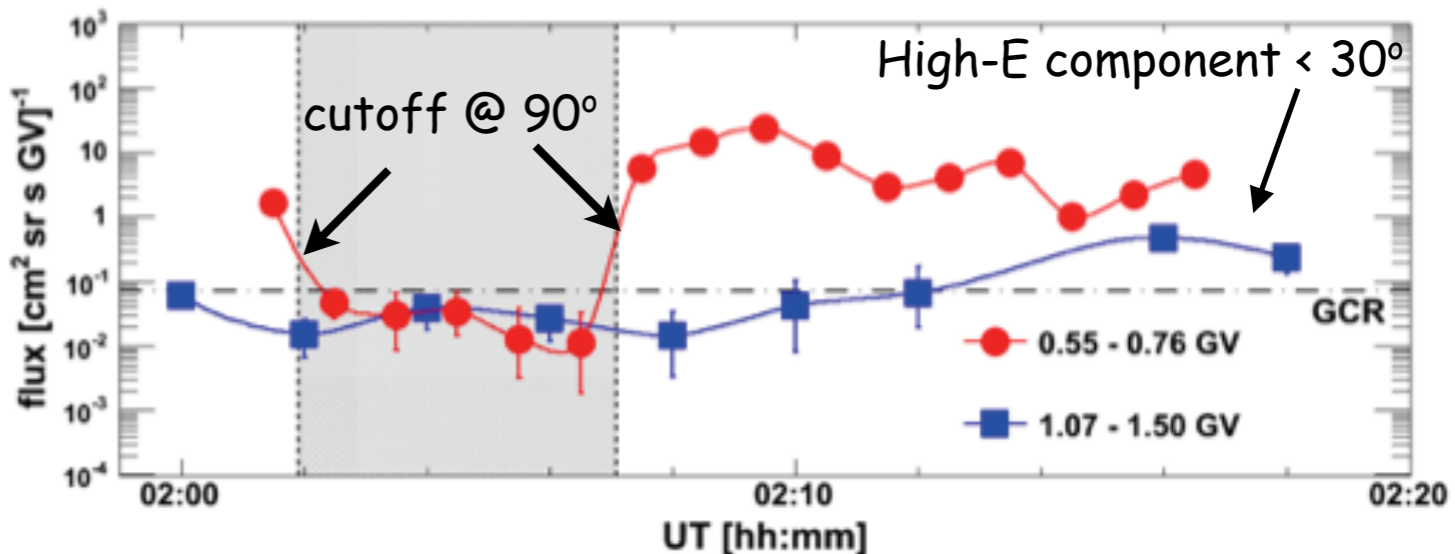 10³
10²
10
1
10⁻¹
10⁻²
10⁻³
10⁻⁴
flux [cm² sr s GV]⁻¹
cutoff @ 90°
High-E component < 30°
GCR
0.55 - 0.76 GV
1.07 - 1.50 GV
02:00 02:10 02:20
UT [hh:mm]